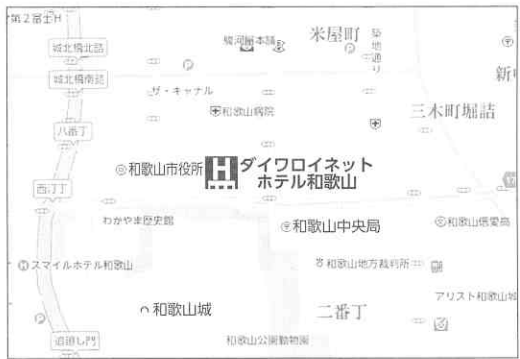 第2冨士H
米屋町
築地通り
駿河屋本舗
城北橋北詰
城北橋南詰
ザ・キャナル
和歌山病院
三木町堀詰
八番丁
和歌山市役所
ダイワロイネット
ホテル和歌山
西汀丁
わかやま歴史館
和歌山中央局
和歌山信愛高
スマイルホテル和歌山
和歌山地方裁判所
アリスト和歌山城
和歌山城
二番丁
追廻し門
和歌山公園動物園